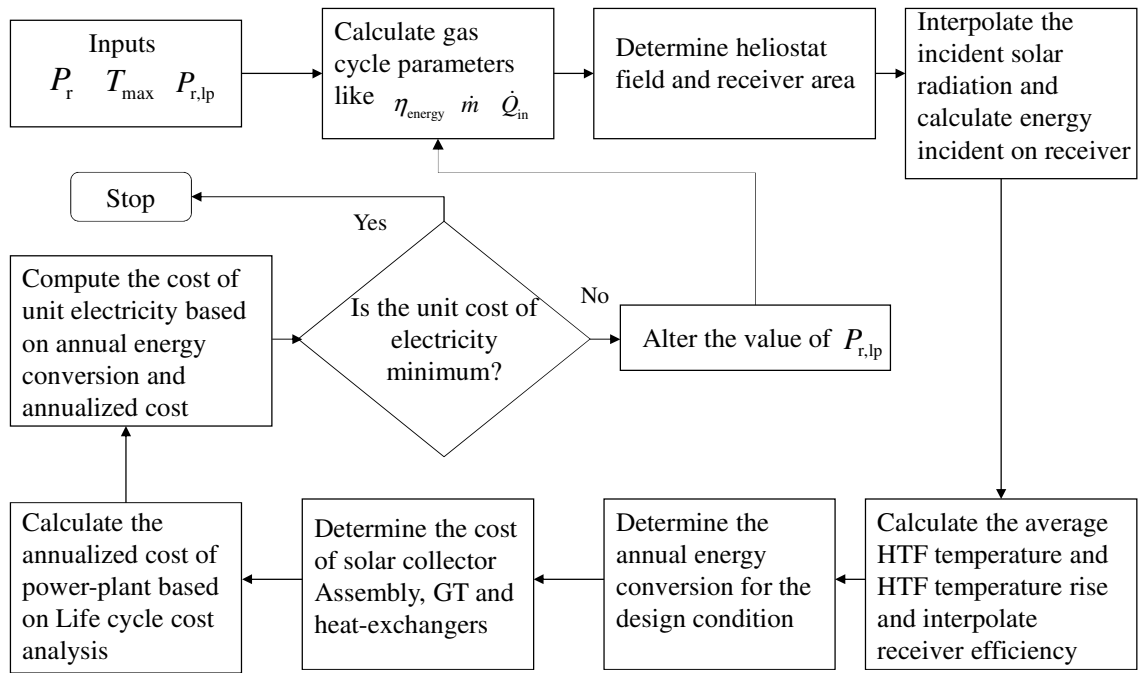 Inputs
P_r T_max P_r,lp
Calculate gas
cycle parameters
like η_energy ṁ Q̇_in
Determine heliostat
field and receiver area
Interpolate the
incident solar
radiation and
calculate energy
incident on receiver
Stop
Yes
Compute the cost of
unit electricity based
on annual energy
conversion and
annualized cost
Is the unit cost of
electricity
minimum?
No
Alter the value of P_r,lp
Calculate the
annualized cost of
power-plant based
on Life cycle cost
analysis
Determine the cost
of solar collector
Assembly, GT and
heat-exchangers
Determine the
annual energy
conversion for the
design condition
Calculate the average
HTF temperature and
HTF temperature rise
and interpolate
receiver efficiency